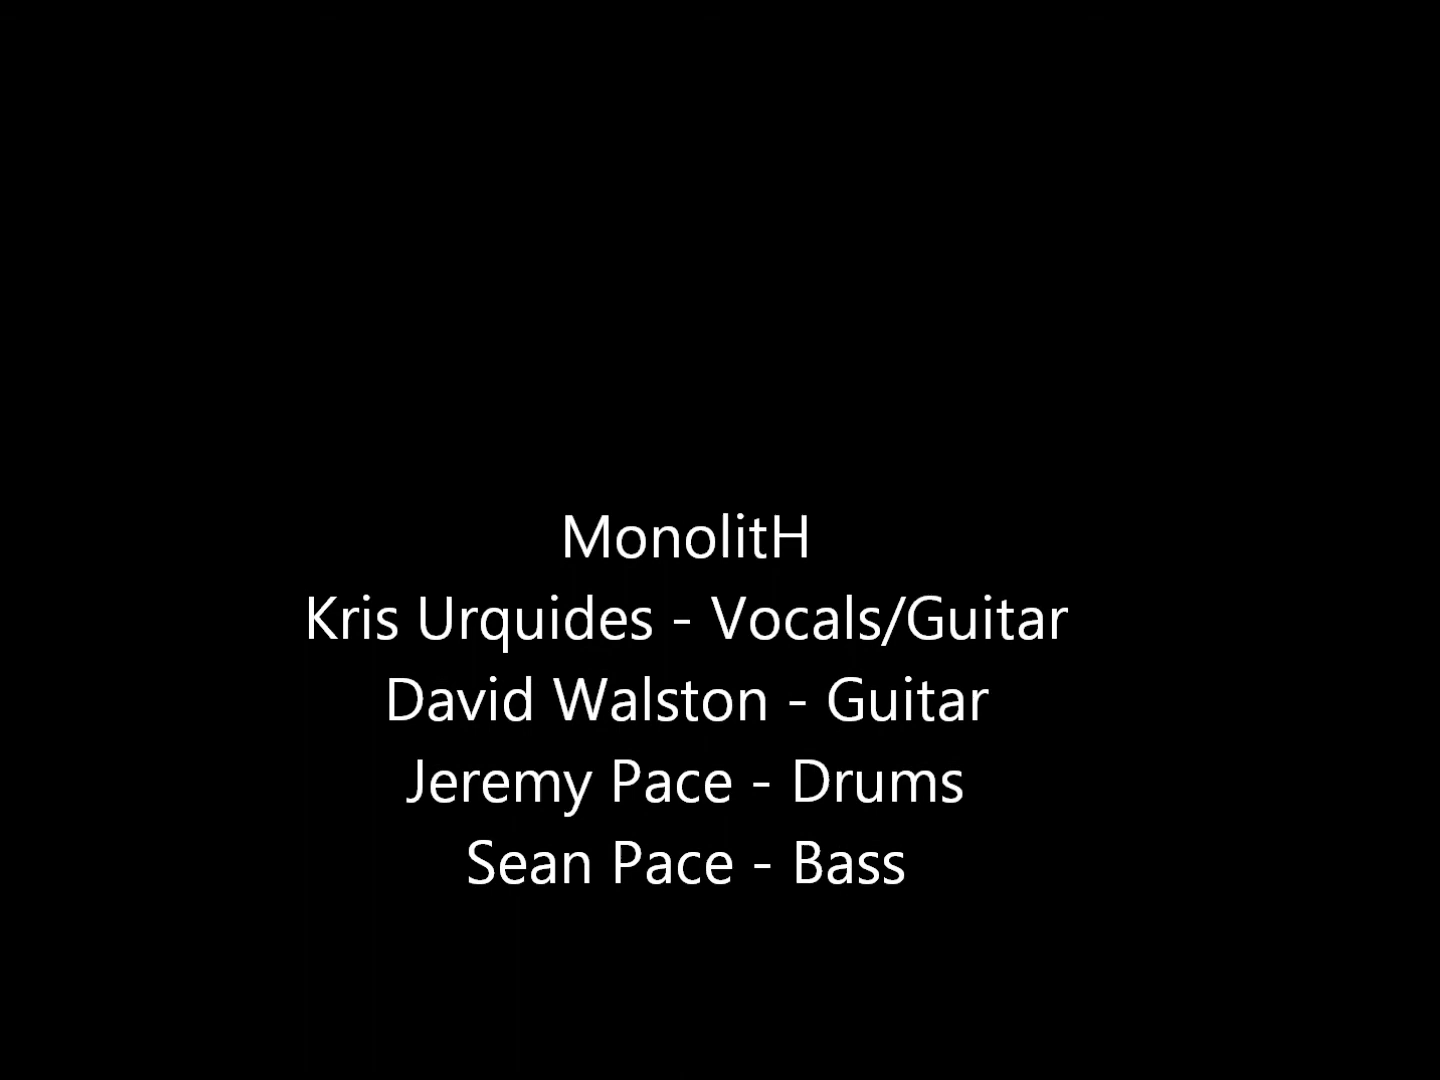 MonolitH
Kris Urquides - Vocals/Guitar
David Walston - Guitar
Jeremy Pace - Drums
Sean Pace - Bass